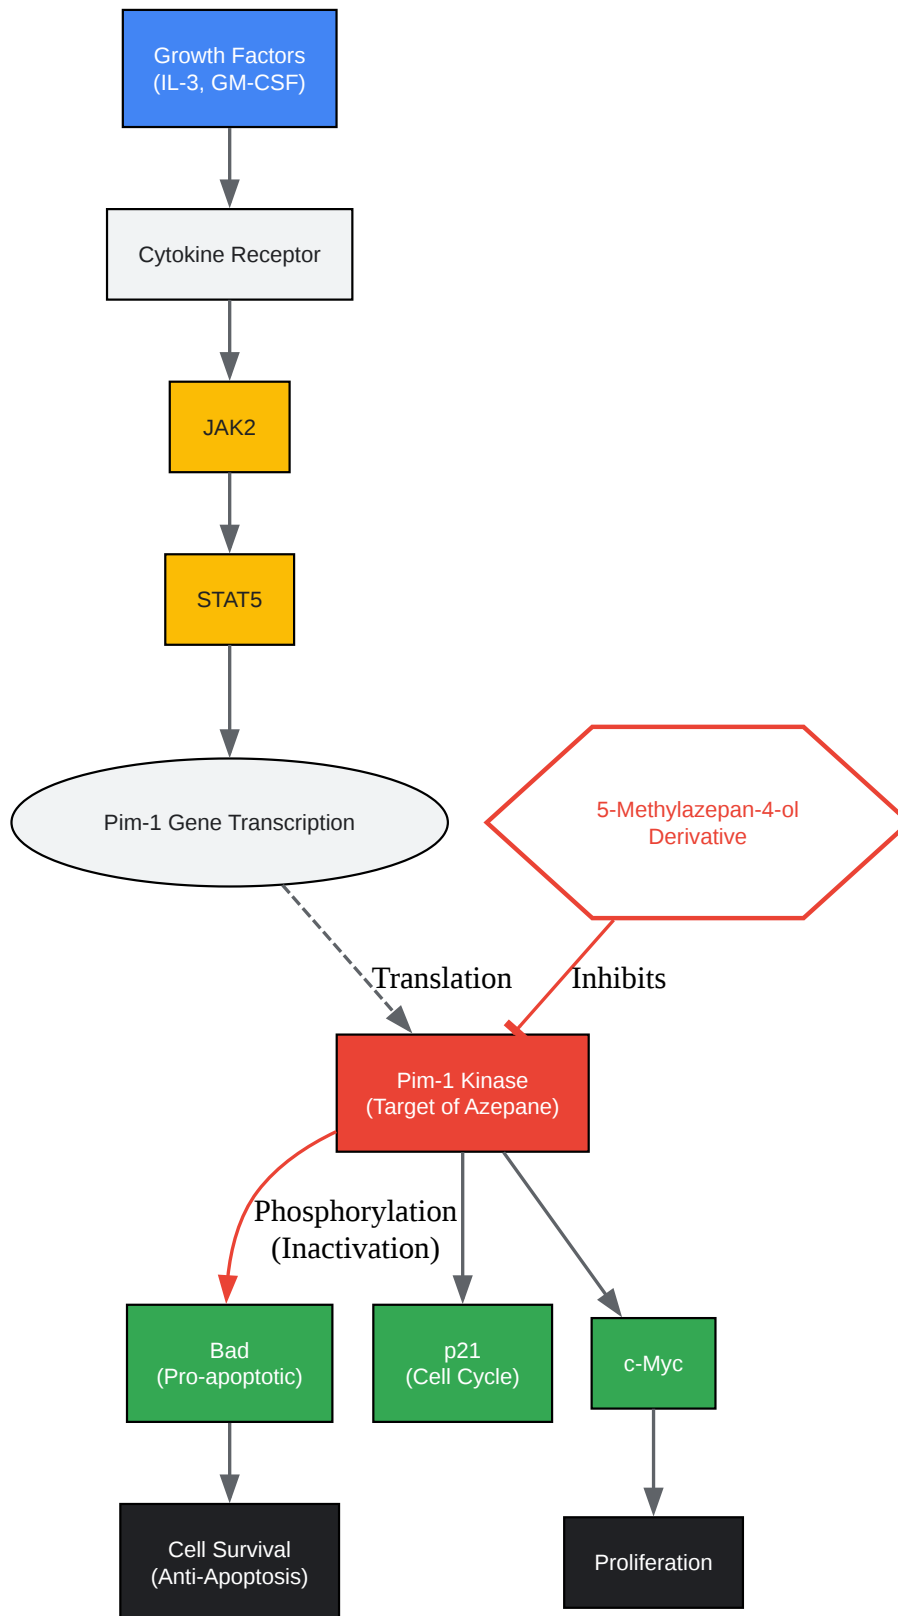 Growth Factors
(IL-3, GM-CSF)
Cytokine Receptor
JAK2
STAT5
Pim-1 Gene Transcription
5-Methylazepan-4-ol
Derivative
Translation
Inhibits
Pim-1 Kinase
(Target of Azepane)
Phosphorylation
(Inactivation)
Bad
(Pro-apoptotic)
p21
(Cell Cycle)
c-Myc
Cell Survival
(Anti-Apoptosis)
Proliferation